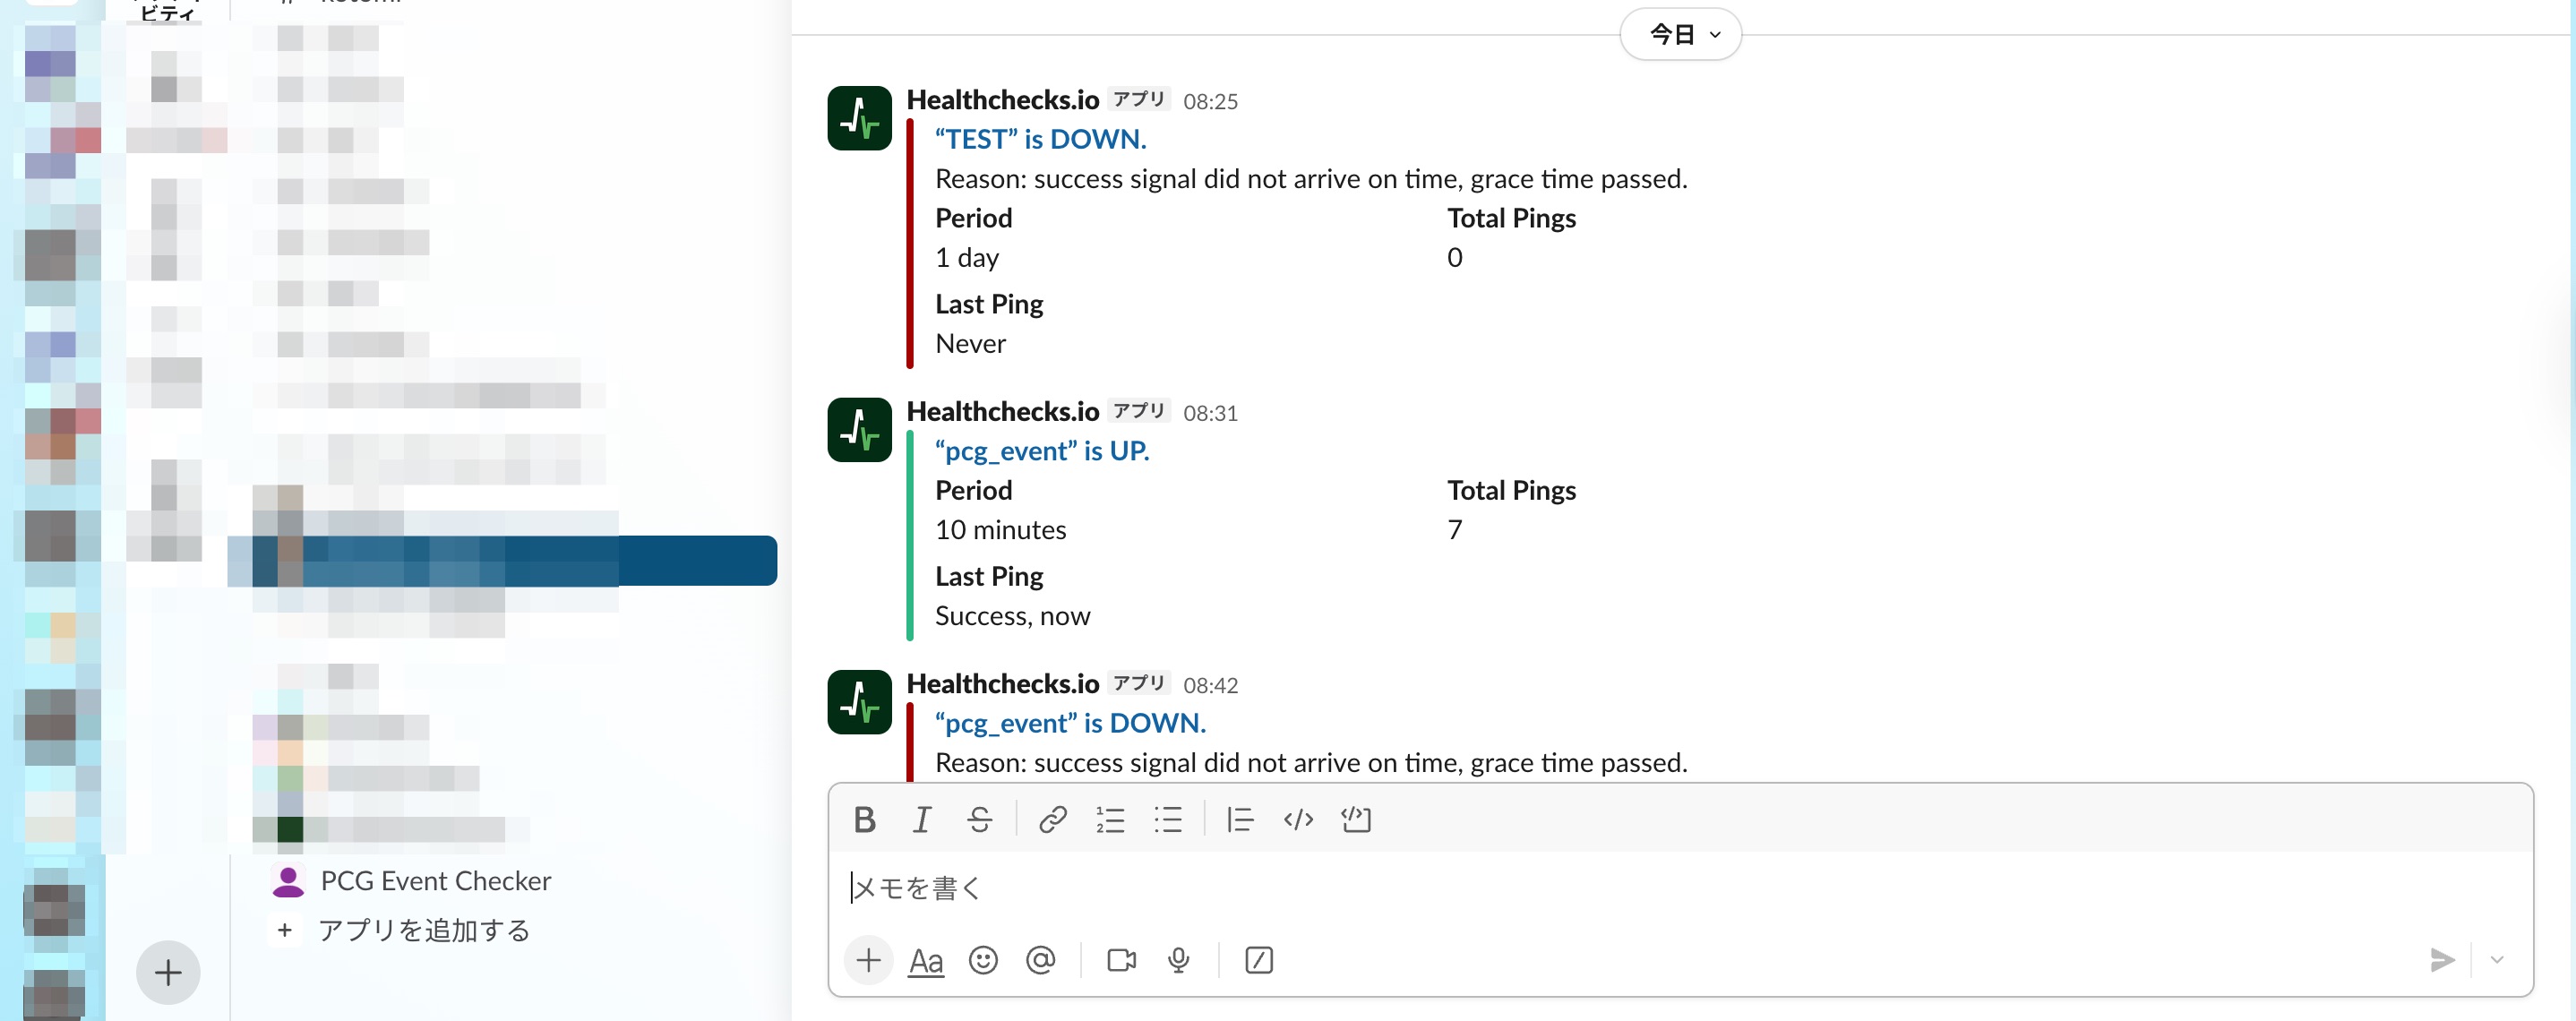 ビティ
今日
Healthchecks.io アプリ 08:25
“TEST” is DOWN.
Reason: success signal did not arrive on time, grace time passed.
Period Total Pings
1 day 0
Last Ping
Never
Healthchecks.io アプリ 08:31
“pcg_event” is UP.
Period Total Pings
10 minutes 7
Last Ping
Success, now
Healthchecks.io アプリ 08:42
“pcg_event” is DOWN.
Reason: success signal did not arrive on time, grace time passed.
PCG Event Checker
アプリを追加する
メモを書く
Aa